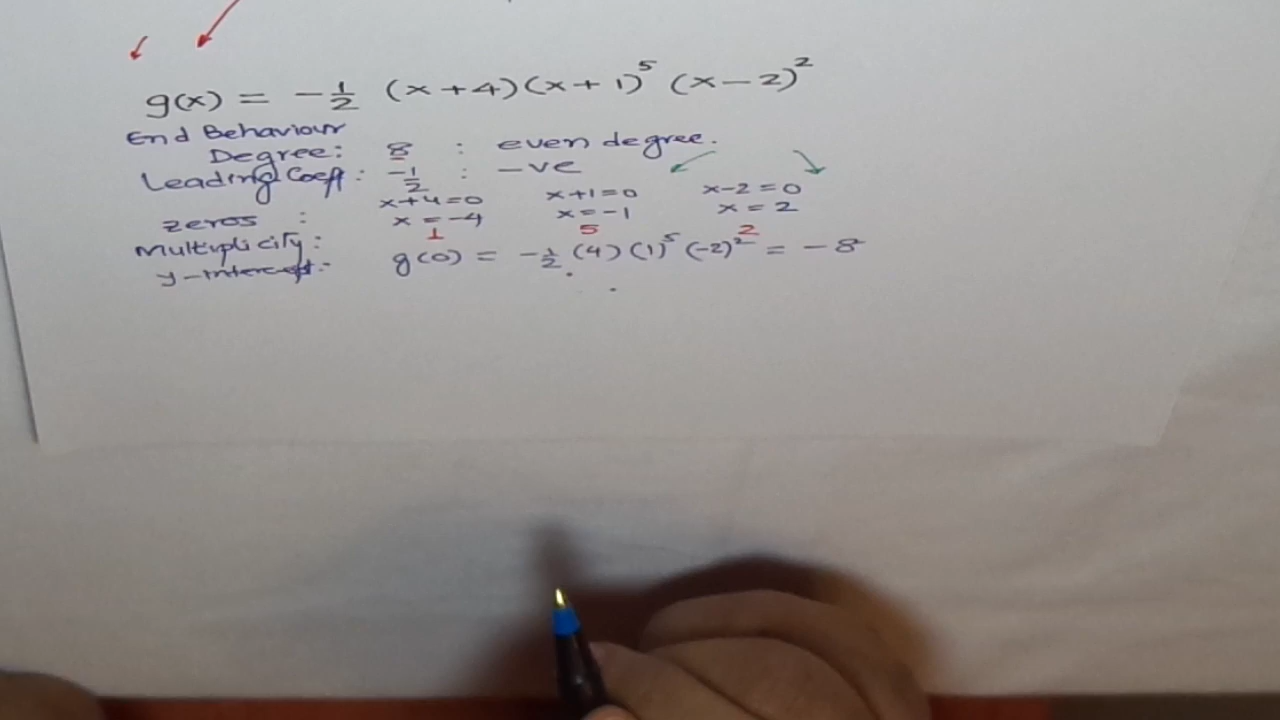 g(x) = -1/2 (x+4)(x+1)⁵ (x-2)²
End Behaviour
Degree: 8 : even degree.
Leading Coeff: -1/2 : -ve
x+4=0 x+1=0 x-2=0
zeros : x=-4 x=-1 x=2
Multiplicity: 1 5 2
y-intercept:- g(0) = -1/2 (4)(1)⁵(-2)² = -8